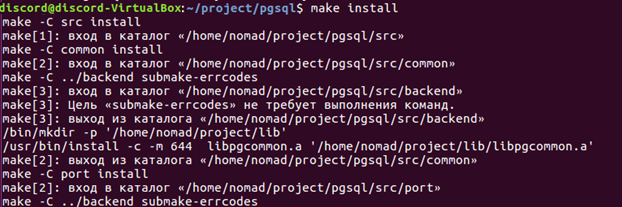 discord@discord-VirtualBox:~/project/pgsql$ make install
make -C src install
make[1]: вход в каталог «/home/nomad/project/pgsql/src»
make -C common install
make[2]: вход в каталог «/home/nomad/project/pgsql/src/common»
make -C ../backend submake-errcodes
make[3]: вход в каталог «/home/nomad/project/pgsql/src/backend»
make[3]: Цель «submake-errcodes» не требует выполнения команд.
make[3]: выход из каталога «/home/nomad/project/pgsql/src/backend»
/bin/mkdir -p '/home/nomad/project/lib'
/usr/bin/install -c -m 644  libpgcommon.a '/home/nomad/project/lib/libpgcommon.a'
make[2]: выход из каталога «/home/nomad/project/pgsql/src/common»
make -C port install
make[2]: вход в каталог «/home/nomad/project/pgsql/src/port»
make -C ../backend submake-errcodes